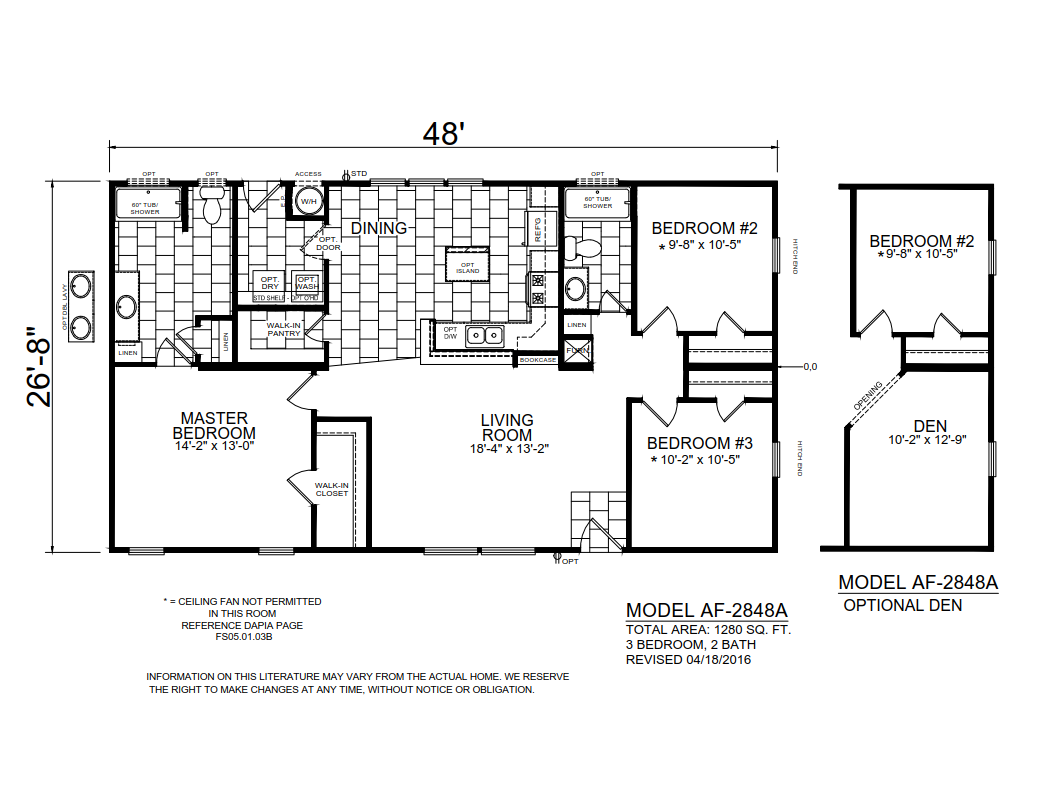 48'
26'-8"
OPT
OPT
ACCESS
STD
OPT
60" TUB/
SHOWER
W/H
60" TUB/
SHOWER
DINING
OPT.
DOOR
REF'G
BEDROOM #2
* 9'-8" x 10'-5"
HITCH END
BEDROOM #2
* 9'-8" x 10'-5"
OPT
ISLAND
OPT.
DRY
OPT.
WASH
STD SHELF - OPT O'HD
OPT DBL LAVY
WALK-IN
PANTRY
OPT
D/W
LINEN
LINEN
LINEN
FURN.
BOOKCASE
0,0
OPENING
MASTER
BEDROOM
14'-2" x 13'-0"
LIVING
ROOM
18'-4" x 13'-2"
BEDROOM #3
* 10'-2" x 10'-5"
HITCH END
DEN
10'-2" x 12'-9"
WALK-IN
CLOSET
OPT
MODEL AF-2848A
OPTIONAL DEN
* = CEILING FAN NOT PERMITTED
IN THIS ROOM
REFERENCE DAPIA PAGE
FS05.01.03B
MODEL AF-2848A
TOTAL AREA: 1280 SQ. FT.
3 BEDROOM, 2 BATH
REVISED 04/18/2016
INFORMATION ON THIS LITERATURE MAY VARY FROM THE ACTUAL HOME. WE RESERVE
THE RIGHT TO MAKE CHANGES AT ANY TIME, WITHOUT NOTICE OR OBLIGATION.